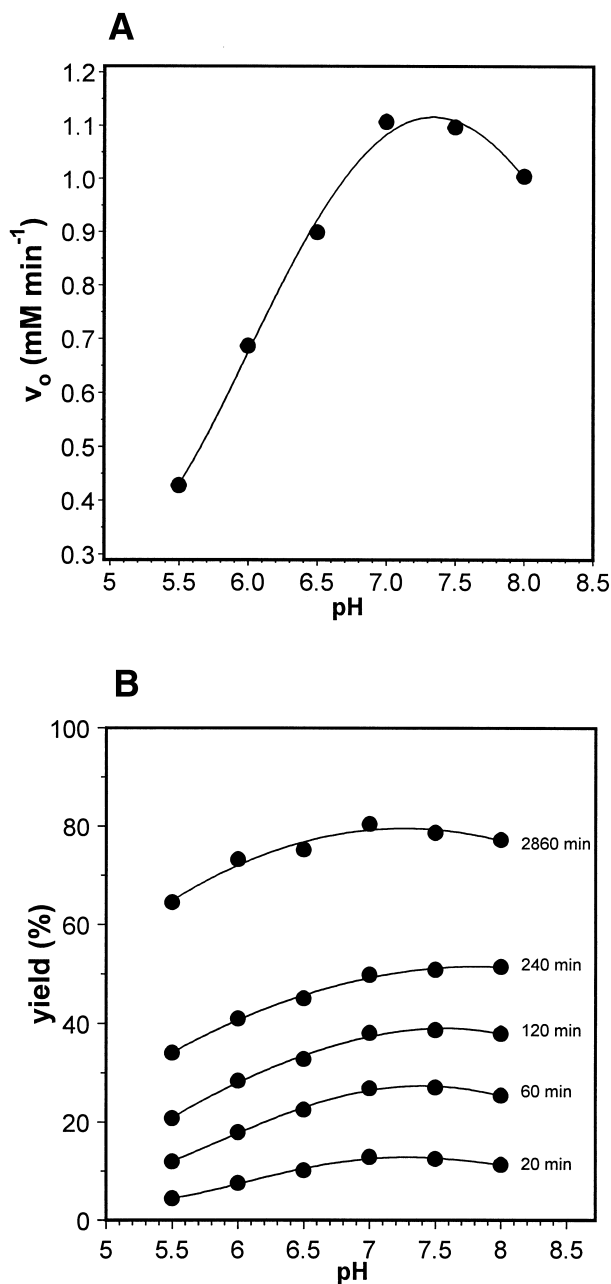 A
1.2
1.1
1.0
0.9
0.8
0.7
0.6
0.5
0.4
0.3
vo (mM min-1)
5 5.5 6.0 6.5 7.0 7.5 8.0 8.5
pH
B
100
80
60
40
20
0
yield (%)
2860 min
240 min
120 min
60 min
20 min
5 5.5 6 6.5 7 7.5 8 8.5
pH